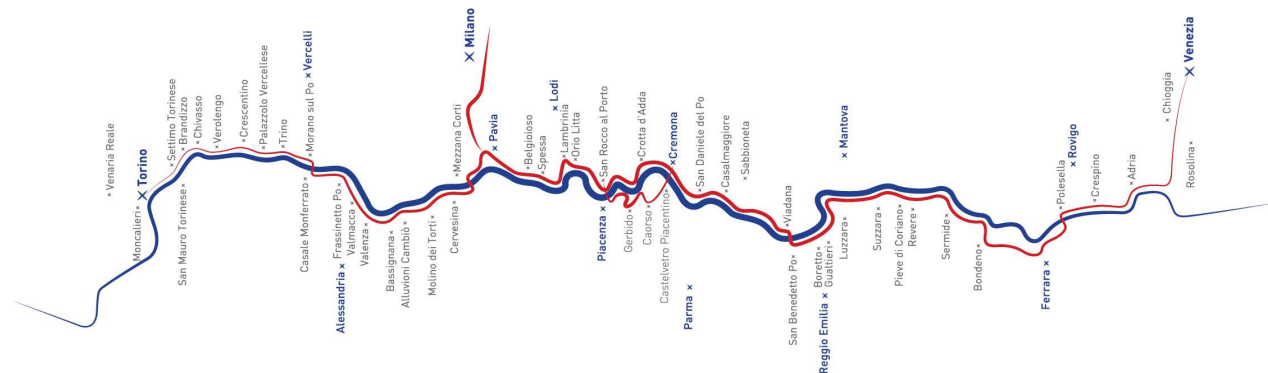 Venaria Reale
Moncalieri
Torino
Settimo Torinese
San Mauro Torinese
Brandizzo
Chivasso
Verolengo
Crescentino
Palazzolo Vercellese
Trino
Casale Monferrato
Morano sul Po
Vercelli
Frassinetto Po
Alessandria
Valmacca
Valenza
Bassignana
Alluvioni Cambiò
Molino dei Torti
Cervesina
Mezzana Corti
Milano
Pavia
Belgioioso
Spessa
Lodi
Lambrinia
Orio Litta
Piacenza
San Rocco al Porto
Gerbido
Crotta d'Adda
Caorso
Castelvetro Piacentino
Cremona
Parma
San Daniele del Po
Casalmaggiore
Sabbioneta
Viadana
San Benedetto Po
Boretto
Reggio Emilia
Gualtieri
Luzzara
Mantova
Suzzara
Pieve di Coriano
Revere
Sermide
Bondeno
Ferrara
Polesella
Rovigo
Crespino
Adria
Chioggia
Rosolina
Venezia